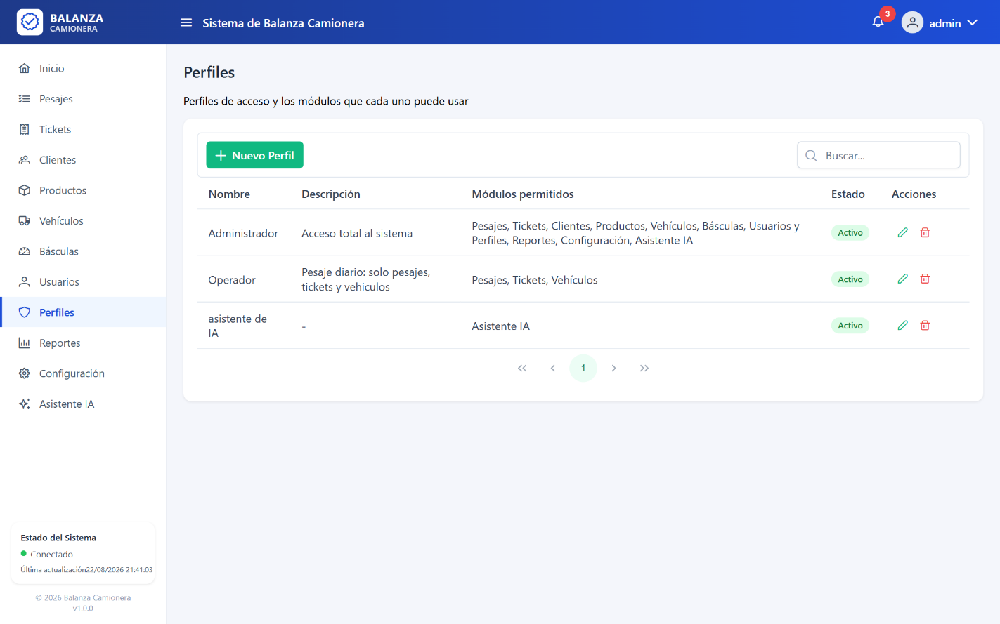 BALANZA
CAMIONERA
Sistema de Balanza Camionera
3
admin
Inicio
Pesajes
Tickets
Clientes
Productos
Vehículos
Básculas
Usuarios
Perfiles
Reportes
Configuración
Asistente IA
Estado del Sistema
Conectado
Última actualización22/08/2026 21:41:03
© 2026 Balanza Camionera
v1.0.0
Perfiles
Perfiles de acceso y los módulos que cada uno puede usar
Nuevo Perfil
Buscar...
Nombre Descripción Módulos permitidos Estado Acciones
Administrador Acceso total al sistema Pesajes, Tickets, Clientes, Productos, Vehículos, Básculas, Usuarios y
Perfiles, Reportes, Configuración, Asistente IA Activo
Operador Pesaje diario: solo pesajes,
tickets y vehiculos Pesajes, Tickets, Vehículos Activo
asistente de
IA - Asistente IA Activo
1